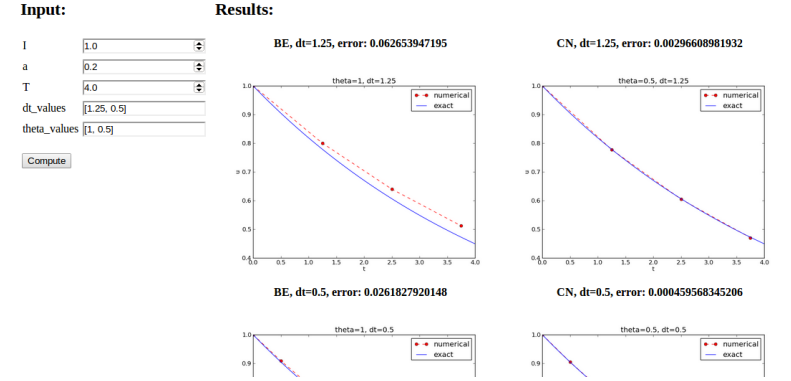 Input:
Results:
I 1.0
a 0.2
T 4.0
dt_values [1.25, 0.5]
theta_values [1, 0.5]
Compute
BE, dt=1.25, error: 0.062653947195
theta=1, dt=1.25
numerical
exact
1.0
0.9
0.8
u 0.7
0.6
0.5
0.4
0.0 0.5 1.0 1.5 2.0 2.5 3.0 3.5 4.0
t
CN, dt=1.25, error: 0.00296608981932
theta=0.5, dt=1.25
numerical
exact
1.0
0.9
0.8
u 0.7
0.6
0.5
0.4
0.0 0.5 1.0 1.5 2.0 2.5 3.0 3.5 4.0
t
BE, dt=0.5, error: 0.0261827920148
theta=1, dt=0.5
numerical
exact
1.0
0.9
CN, dt=0.5, error: 0.000459568345206
theta=0.5, dt=0.5
numerical
exact
1.0
0.9